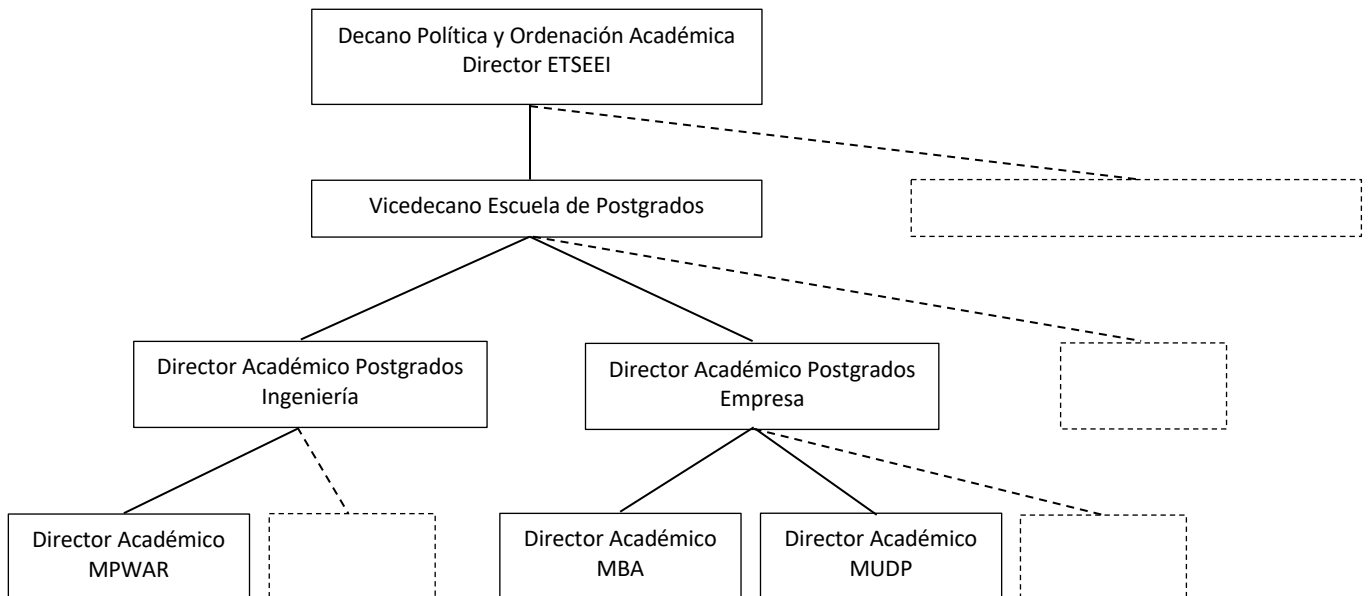 Decano Política y Ordenación Académica
Director ETSEEI
Vicedecano Escuela de Postgrados
Director Académico Postgrados
Ingeniería
Director Académico Postgrados
Empresa
Director Académico
MPWAR
Director Académico
MBA
Director Académico
MUDP